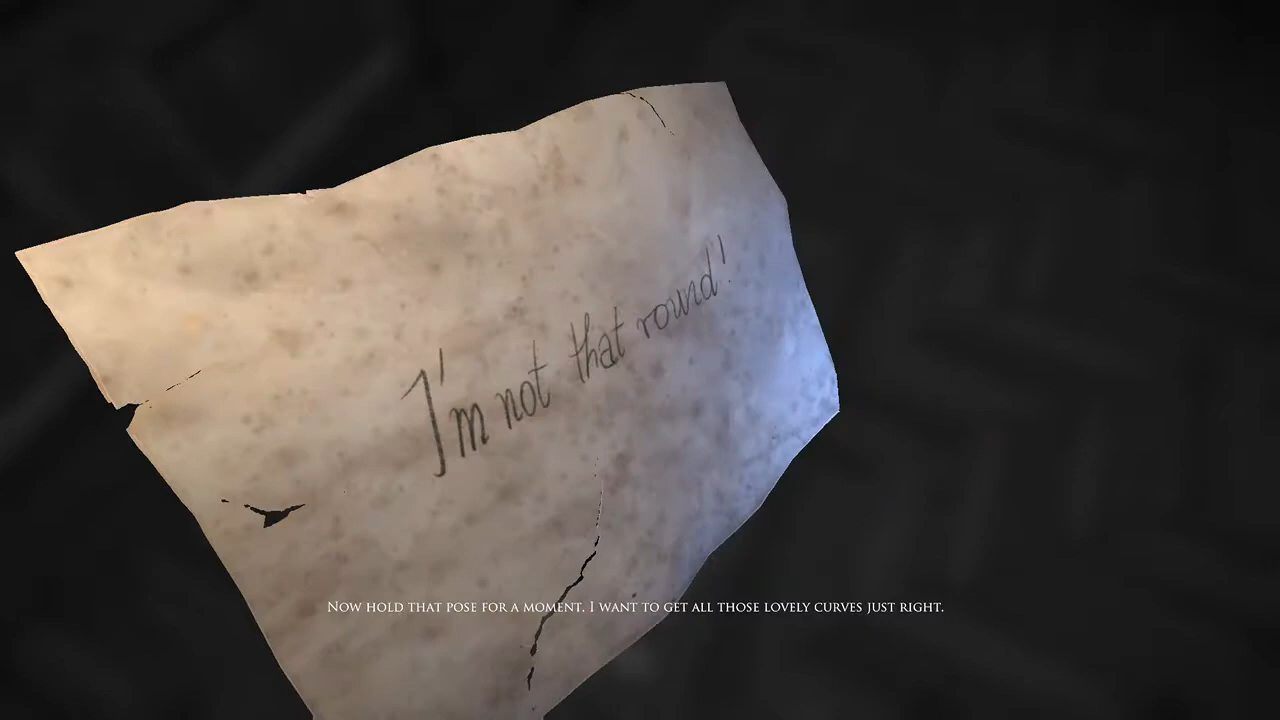 I'm not that round!
Now hold that pose for a moment. I want to get all those lovely curves just right.